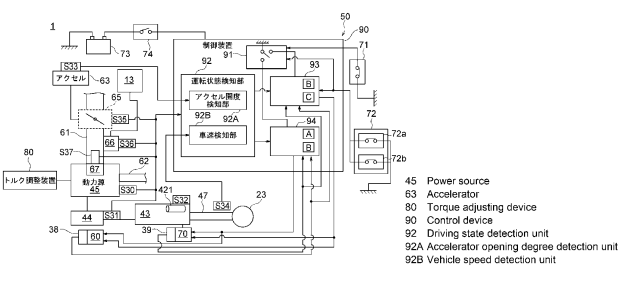 1
50
90
制御装置
91
73
74
71
92
運転状態検知部
93
B
C
S33
アクセル
63
13
アクセル開度
検知部
92A
65
S35
92B
車速検知部
94
A
B
72
72a
72b
61
66
S36
S37
67
62
80
トルク調整装置
動力源
45
S30
421
S32
47
S34
23
44
S31
43
38
60
39
70
45 Power source
63 Accelerator
80 Torque adjusting device
90 Control device
92 Driving state detection unit
92A Accelerator opening degree detection unit
92B Vehicle speed detection unit